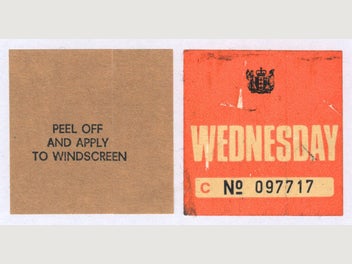 PEEL OFF
AND APPLY
TO WINDSCREEN
WEDNESDAY
C Nº 097717